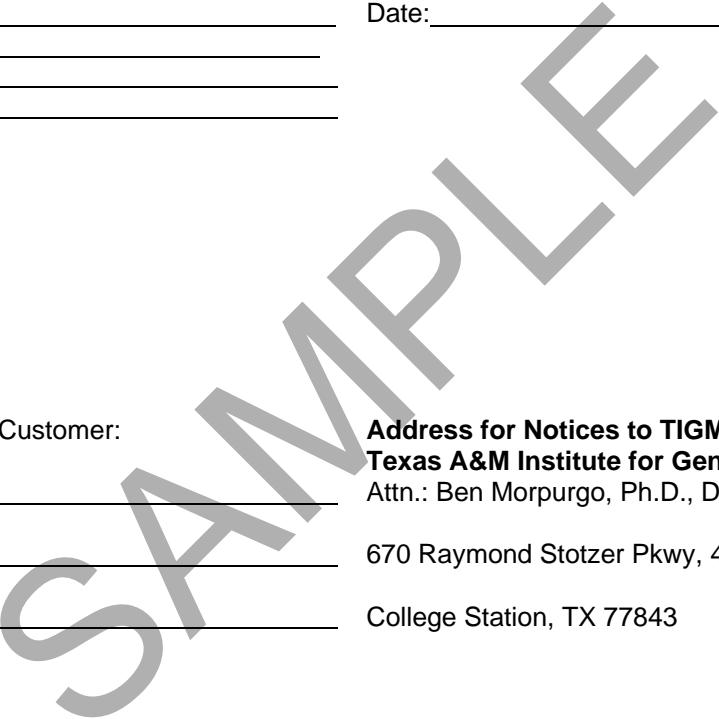 Date:
Customer:
Address for Notices to TIGM
Texas A&M Institute for Gen
Attn.: Ben Morpurgo, Ph.D., D
670 Raymond Stotzer Pkwy, 4
College Station, TX 77843
SAMPLE